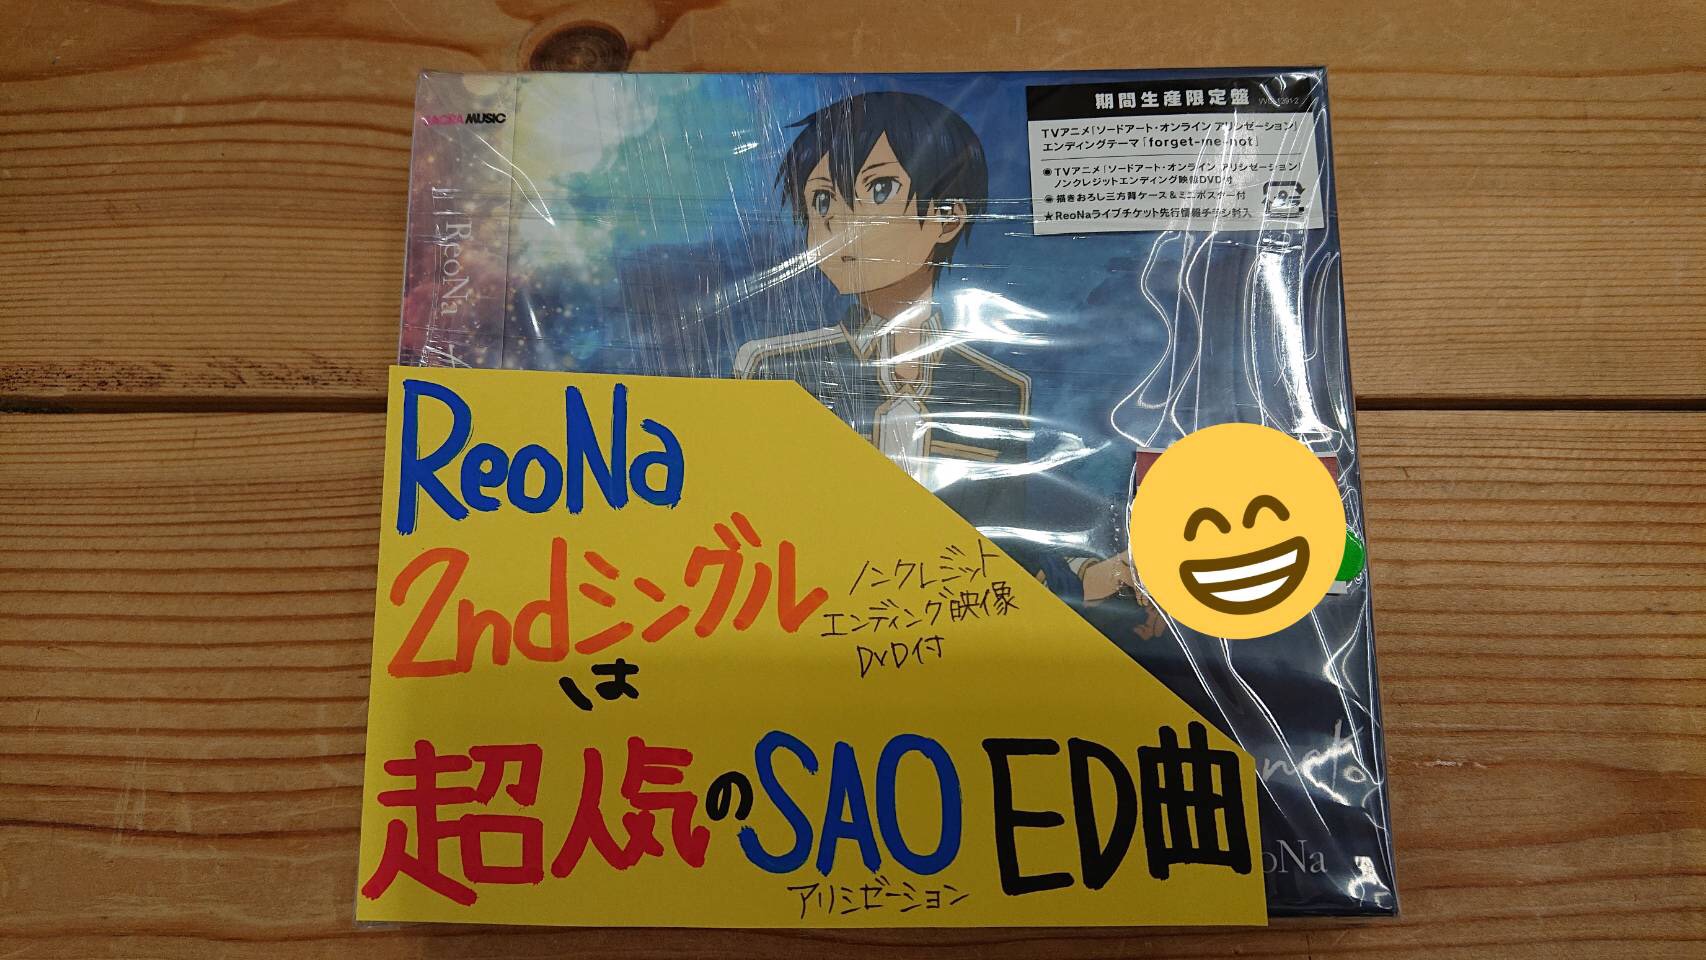 SACRA MUSIC
ReoNa
期間生産限定盤
TVアニメ「ソードアート・オンライン アリシゼーション」
エンディングテーマ「forget-me-not」
◉TVアニメ「ソードアート・オンライン アリシゼーション」
ノンクレジットエンディング映像DVD付
◉描きおろし三方背ケース&ミニポスター付
★ReoNaライブチケット先行情報チラシ封入
ReoNa
2ndシングル
ノンクレジット
エンディング映像
DVD付
は
超人気のSAO ED曲
アリシゼーション
oNa